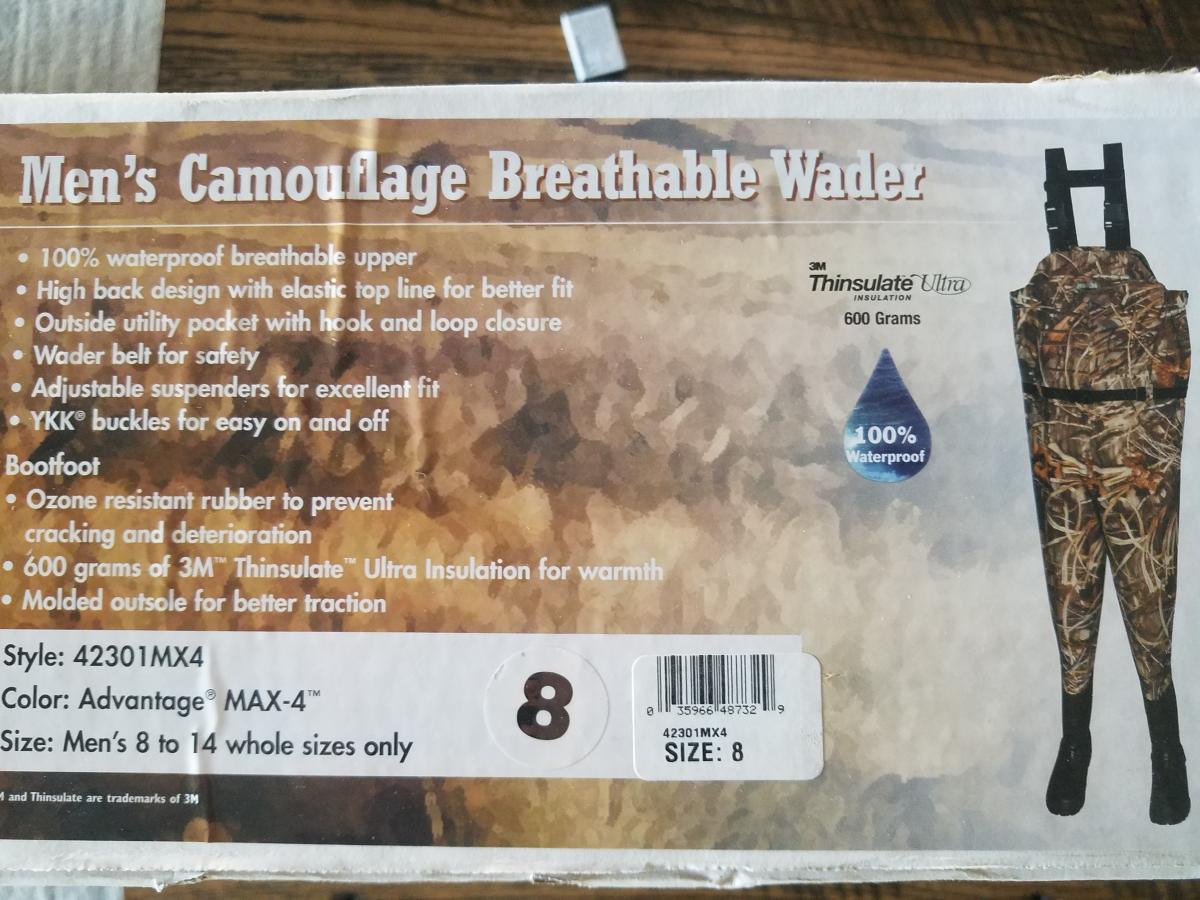 Men's Camouflage Breathable Wader
• 100% waterproof breathable upper
• High back design with elastic top line for better fit
• Outside utility pocket with hook and loop closure
• Wader belt for safety
• Adjustable suspenders for excellent fit
• YKK® buckles for easy on and off
Bootfoot
• Ozone resistant rubber to prevent
cracking and deterioration
• 600 grams of 3M™ Thinsulate™ Ultra Insulation for warmth
• Molded outsole for better traction
3M
Thinsulate™ Ultra
INSULATION
600 Grams
100%
Waterproof
Style: 42301MX4
Color: Advantage® MAX-4™
Size: Men's 8 to 14 whole sizes only
8
0 35966 48732 9
42301MX4
SIZE: 8
M and Thinsulate are trademarks of 3M